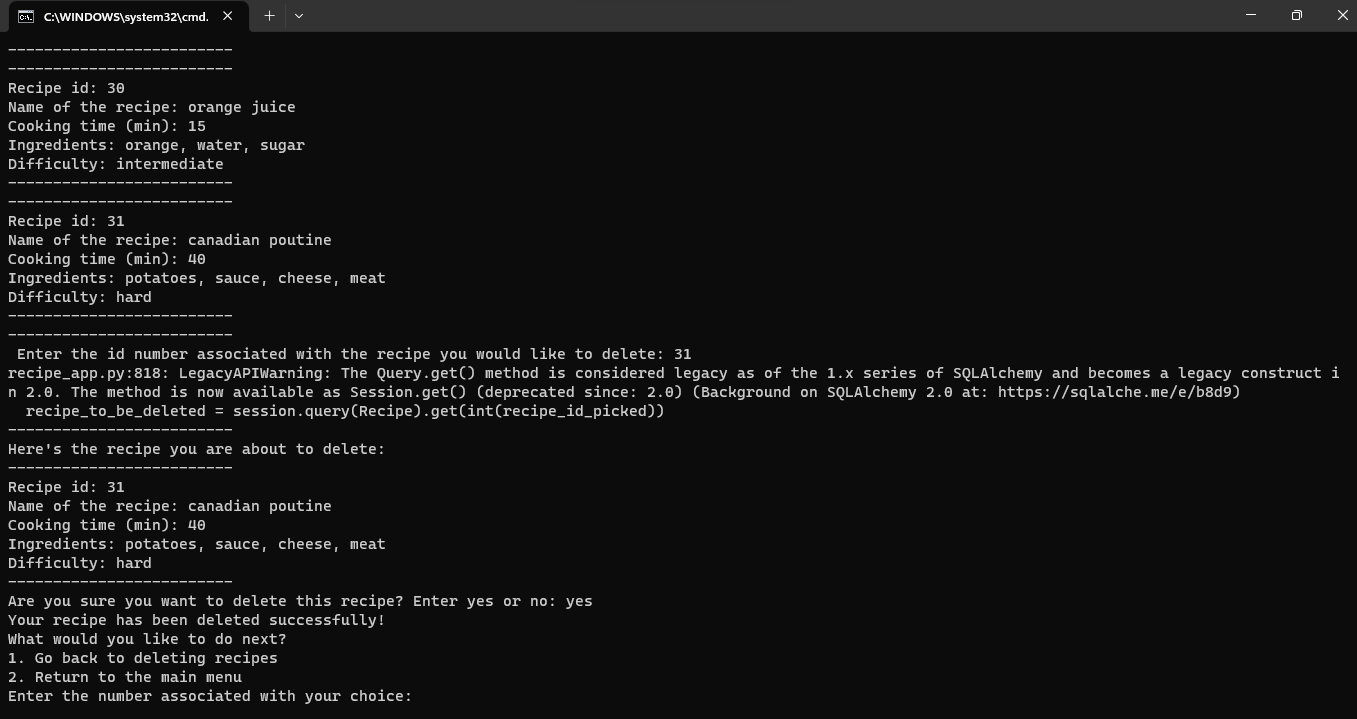 C:\WINDOWS\system32\cmd.
-------------------------
-------------------------
Recipe id: 30
Name of the recipe: orange juice
Cooking time (min): 15
Ingredients: orange, water, sugar
Difficulty: intermediate
-------------------------
-------------------------
Recipe id: 31
Name of the recipe: canadian poutine
Cooking time (min): 40
Ingredients: potatoes, sauce, cheese, meat
Difficulty: hard
-------------------------
-------------------------
 Enter the id number associated with the recipe you would like to delete: 31
recipe_app.py:818: LegacyAPIWarning: The Query.get() method is considered legacy as of the 1.x series of SQLAlchemy and becomes a legacy construct i
n 2.0. The method is now available as Session.get() (deprecated since: 2.0) (Background on SQLAlchemy 2.0 at: https://sqlalche.me/e/b8d9)
  recipe_to_be_deleted = session.query(Recipe).get(int(recipe_id_picked))
-------------------------
Here's the recipe you are about to delete:
-------------------------
Recipe id: 31
Name of the recipe: canadian poutine
Cooking time (min): 40
Ingredients: potatoes, sauce, cheese, meat
Difficulty: hard
-------------------------
Are you sure you want to delete this recipe? Enter yes or no: yes
Your recipe has been deleted successfully!
What would you like to do next?
1. Go back to deleting recipes
2. Return to the main menu
Enter the number associated with your choice: